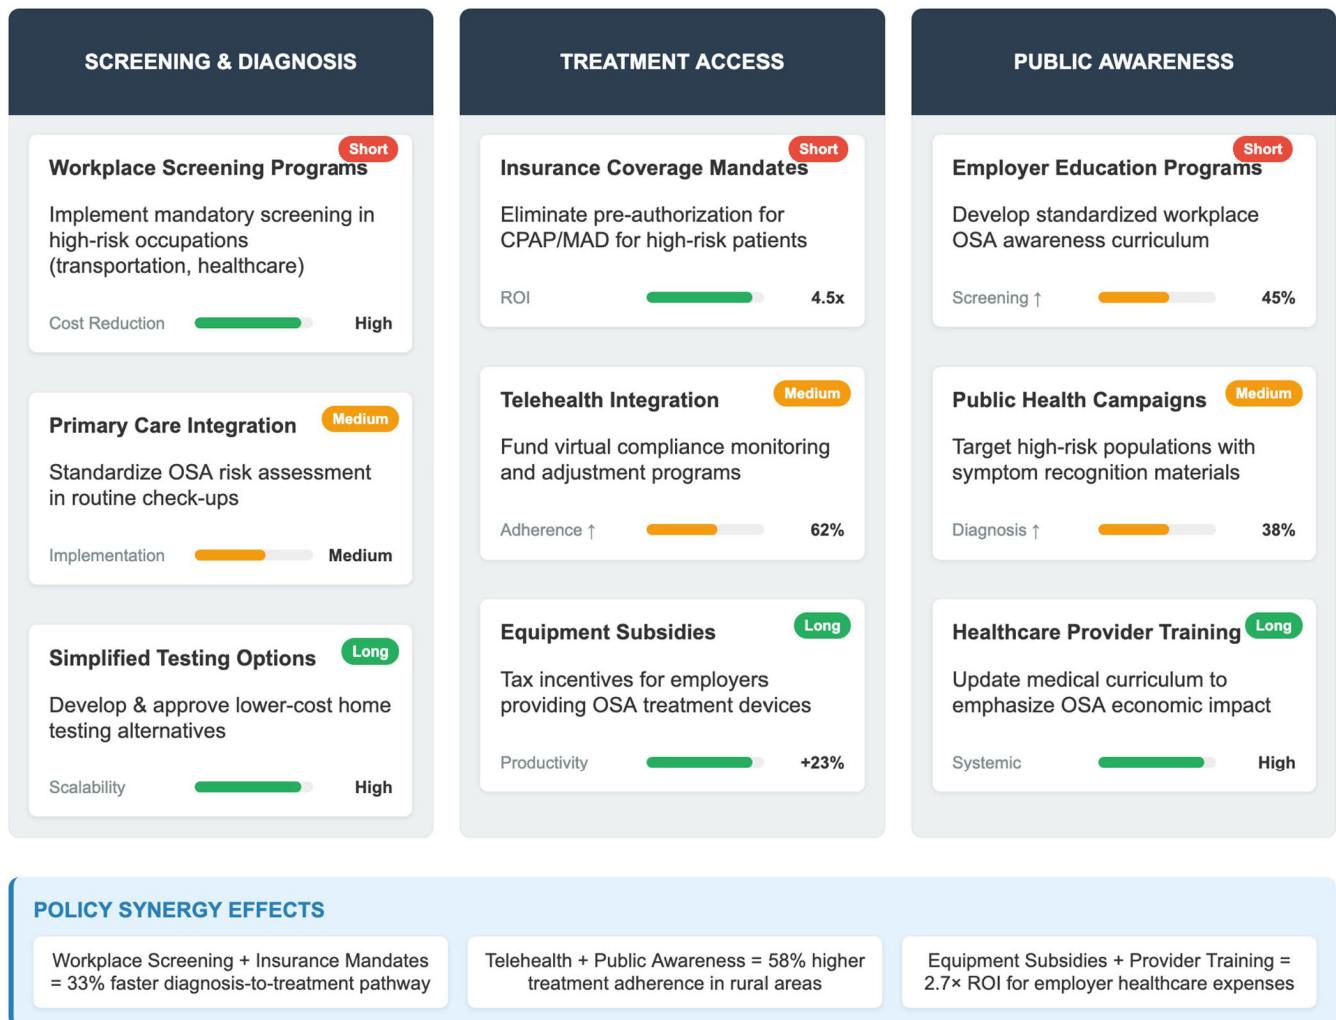 SCREENING & DIAGNOSIS
Short
Workplace Screening Programs
Implement mandatory screening in
high-risk occupations
(transportation, healthcare)
Cost Reduction High
Medium
Primary Care Integration
Standardize OSA risk assessment
in routine check-ups
Implementation Medium
Long
Simplified Testing Options
Develop & approve lower-cost home
testing alternatives
Scalability High
TREATMENT ACCESS
Short
Insurance Coverage Mandates
Eliminate pre-authorization for
CPAP/MAD for high-risk patients
ROI 4.5x
Medium
Telehealth Integration
Fund virtual compliance monitoring
and adjustment programs
Adherence ↑ 62%
Long
Equipment Subsidies
Tax incentives for employers
providing OSA treatment devices
Productivity +23%
PUBLIC AWARENESS
Short
Employer Education Programs
Develop standardized workplace
OSA awareness curriculum
Screening ↑ 45%
Medium
Public Health Campaigns
Target high-risk populations with
symptom recognition materials
Diagnosis ↑ 38%
Long
Healthcare Provider Training
Update medical curriculum to
emphasize OSA economic impact
Systemic High
POLICY SYNERGY EFFECTS
Workplace Screening + Insurance Mandates
= 33% faster diagnosis-to-treatment pathway
Telehealth + Public Awareness = 58% higher
treatment adherence in rural areas
Equipment Subsidies + Provider Training =
2.7× ROI for employer healthcare expenses